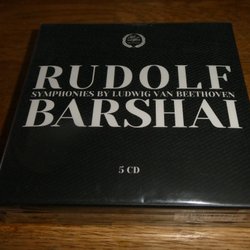 RUDOLF
SYMPHONIES BY LUDWIG VAN BEETHOVEN
BARSHAI
5 CD